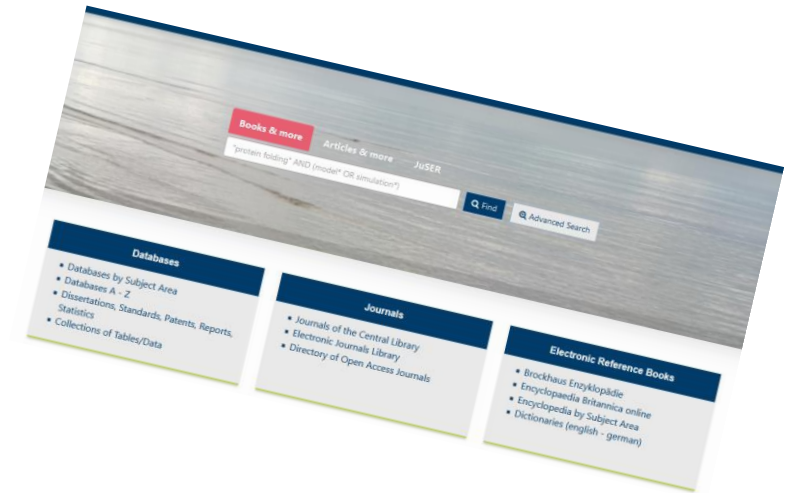 Books & more
Articles & more
JuSER
"protein folding" AND (model* OR simulation*)
Find
Advanced Search
Databases
Databases by Subject Area
Databases A - Z
Dissertations, Standards, Patents, Reports,
Statistics
Collections of Tables/Data
Journals
Journals of the Central Library
Electronic Journals Library
Directory of Open Access Journals
Electronic Reference Books
Brockhaus Enzyklopädie
Encyclopaedia Britannica online
Encyclopedia by Subject Area
Dictionaries (english - german)